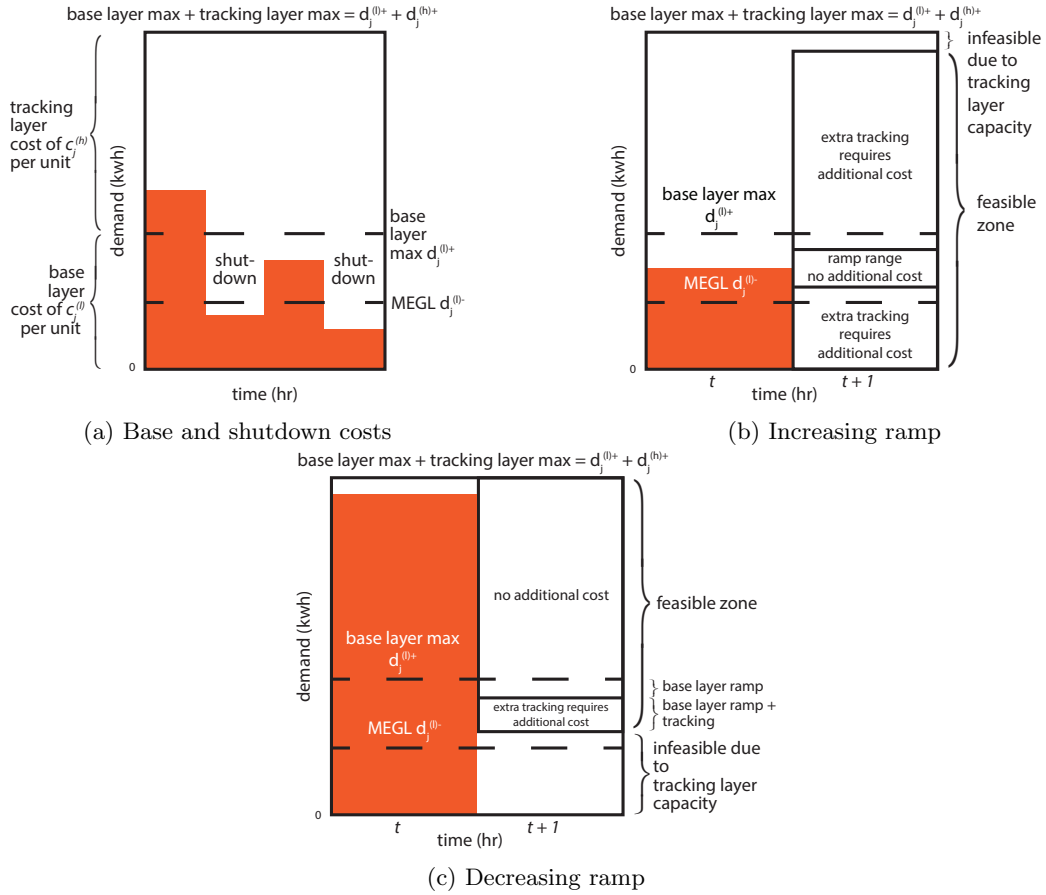 base layer max + tracking layer max = d_j^(l)+ + d_j^(h)+
tracking
layer
cost of c_j^(h)
per unit
base
layer
cost of c_j^(l)
per unit
demand (kwh)
shut-
down
shut-
down
base
layer
max d_j^(l)+
MEGL d_j^(l)-
0
time (hr)
(a) Base and shutdown costs
base layer max + tracking layer max = d_j^(l)+ + d_j^(h)+
infeasible
due to
tracking
layer
capacity
demand (kwh)
extra tracking
requires
additional cost
base layer max
d_j^(l)+
feasible
zone
ramp range
no additional cost
MEGL d_j^(l)-
extra tracking
requires
additional cost
0
t
t + 1
time (hr)
(b) Increasing ramp
base layer max + tracking layer max = d_j^(l)+ + d_j^(h)+
demand (kwh)
no additional cost
feasible zone
base layer max
d_j^(l)+
base layer ramp
extra tracking requires
additional cost
base layer ramp +
tracking
MEGL d_j^(l)-
infeasible due
to
tracking layer
capacity
0
t
t + 1
time (hr)
(c) Decreasing ramp